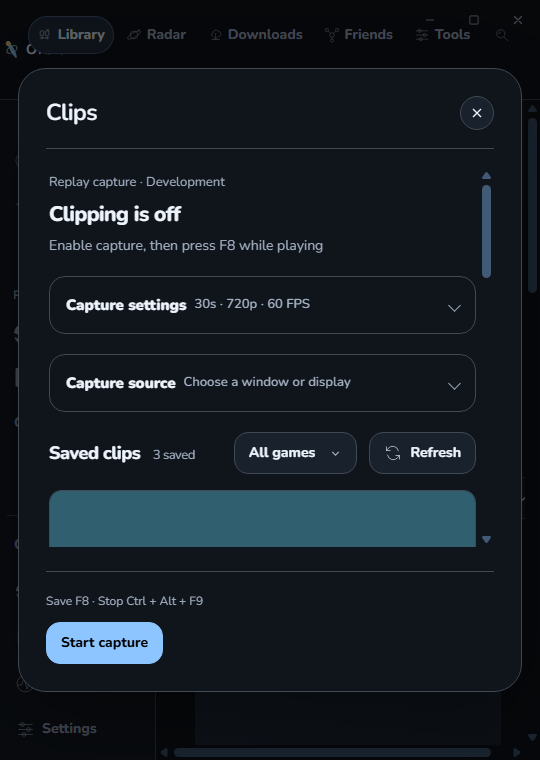 Library Radar Downloads Friends Tools
Clips
Replay capture · Development
Clipping is off
Enable capture, then press F8 while playing
Capture settings 30s · 720p · 60 FPS
Capture source Choose a window or display
Saved clips 3 saved All games Refresh
Save F8 · Stop Ctrl + Alt + F9
Start capture
Settings